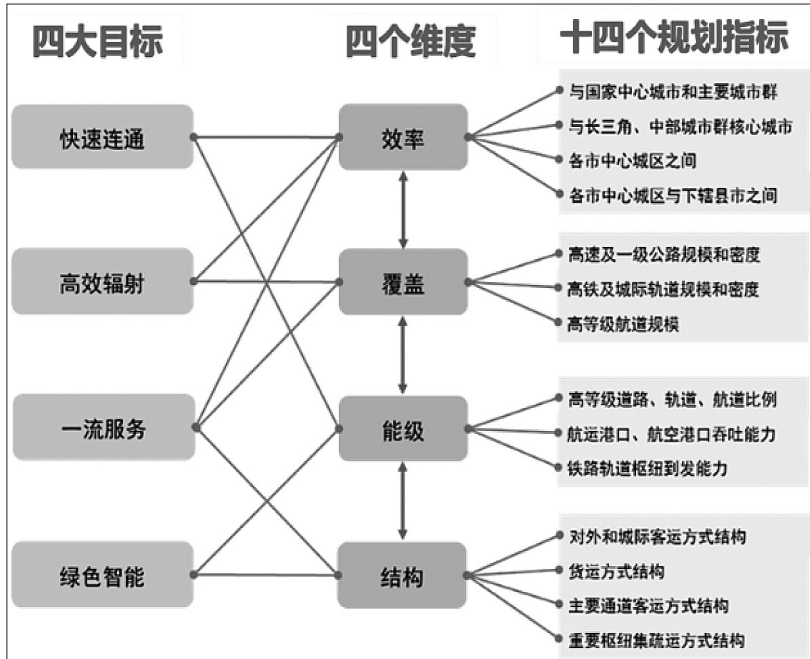 四大目标
四个维度
十四个规划指标
快速连通
高效辐射
一流服务
绿色智能
效率
覆盖
能级
结构
与国家中心城市和主要城市群
与长三角、中部城市群核心城市
各市中心城区之间
各市中心城区与下辖县市之间
高速及一级公路规模和密度
高铁及城际轨道规模和密度
高等级航道规模
高等级道路、轨道、航道比例
航运港口、航空港口吞吐能力
铁路轨道枢纽到发能力
对外和城际客运方式结构
货运方式结构
主要通道客运方式结构
重要枢纽集疏运方式结构